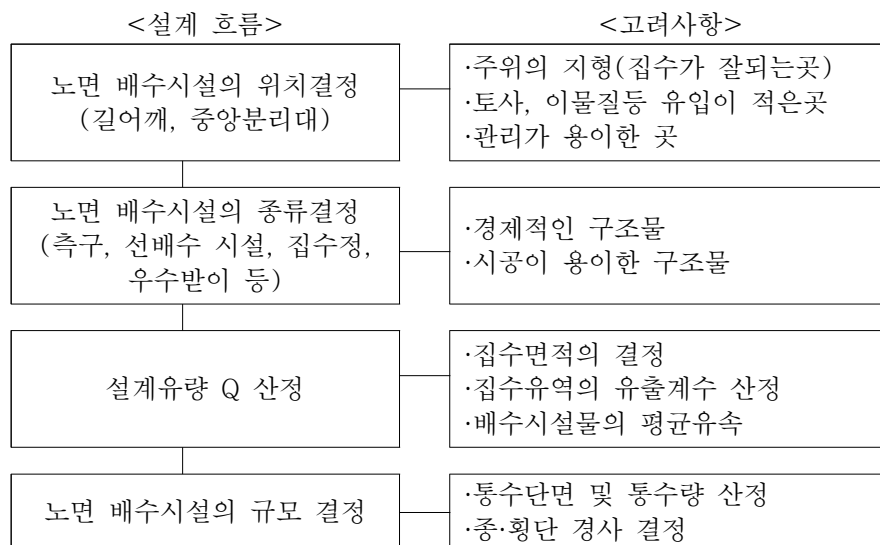 <설계 흐름>
<고려사항>
노면 배수시설의 위치결정
(길어깨, 중앙분리대)
·주위의 지형(집수가 잘되는곳)
·토사, 이물질등 유입이 적은곳
·관리가 용이한 곳
노면 배수시설의 종류결정
(측구, 선배수 시설, 집수정,
우수받이 등)
·경제적인 구조물
·시공이 용이한 구조물
설계유량 Q 산정
·집수면적의 결정
·집수유역의 유출계수 산정
·배수시설물의 평균유속
노면 배수시설의 규모 결정
·통수단면 및 통수량 산정
·종·횡단 경사 결정